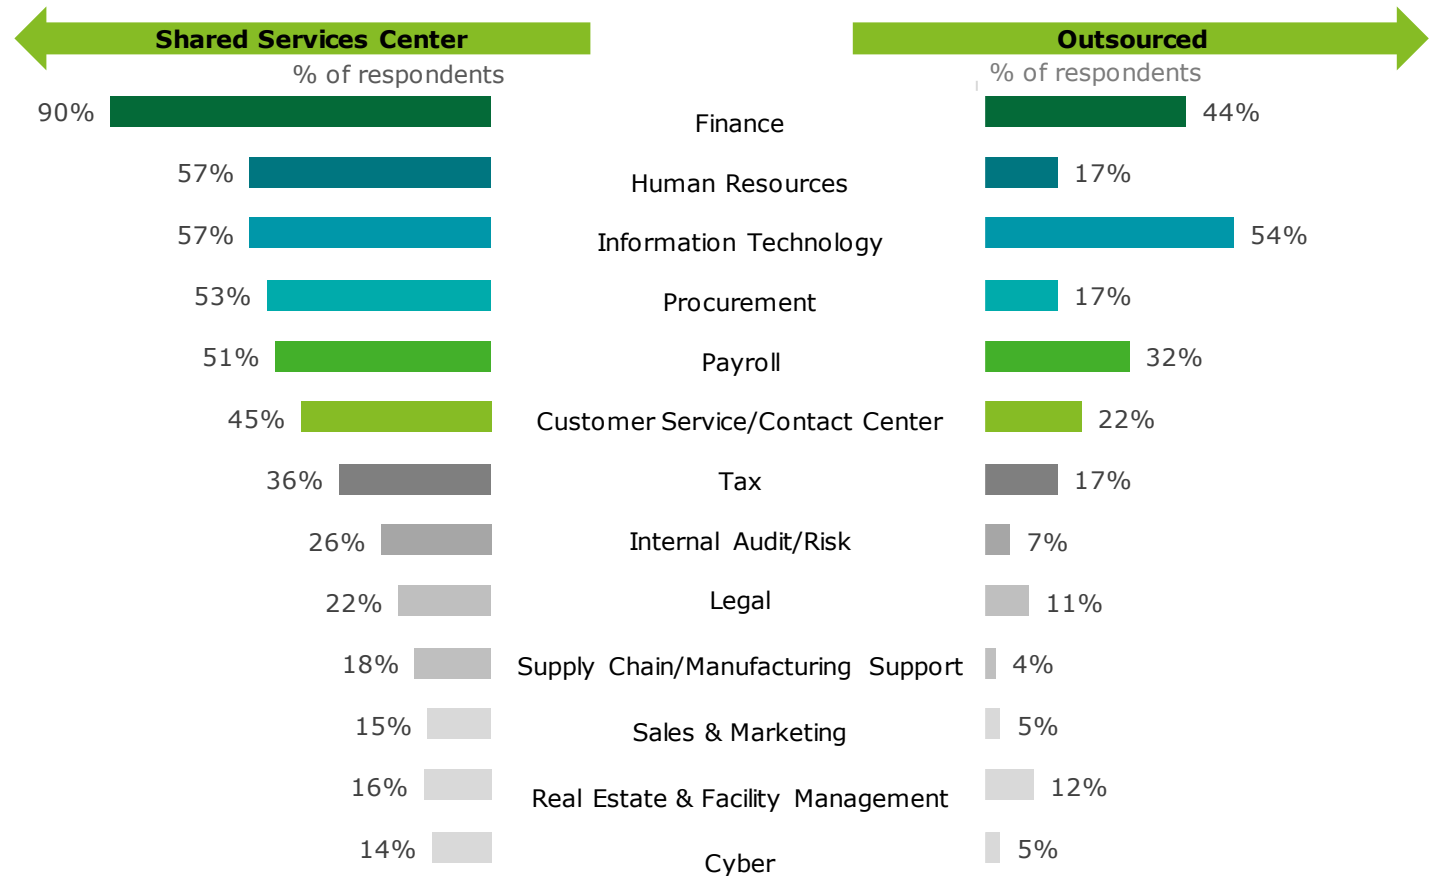 Shared Services Center Outsourced
% of respondents % of respondents
90% Finance 44%
57% Human Resources 17%
57% Information Technology 54%
53% Procurement 17%
51% Payroll 32%
45% Customer Service/Contact Center 22%
36% Tax 17%
26% Internal Audit/Risk 7%
22% Legal 11%
18% Supply Chain/Manufacturing Support 4%
15% Sales & Marketing 5%
16% Real Estate & Facility Management 12%
14% Cyber 5%